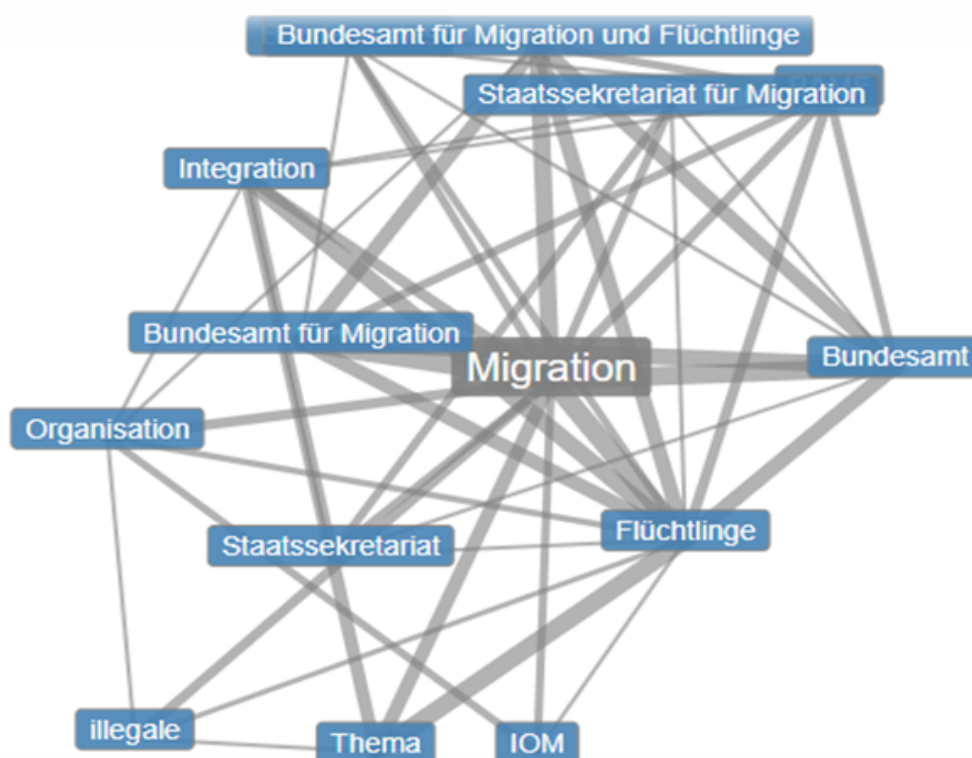 Bundesamt für Migration und Flüchtlinge
Staatssekretariat für Migration
Integration
Bundesamt für Migration
Migration
Bundesamt
Organisation
Flüchtlinge
Staatssekretariat
illegale
Thema
IOM